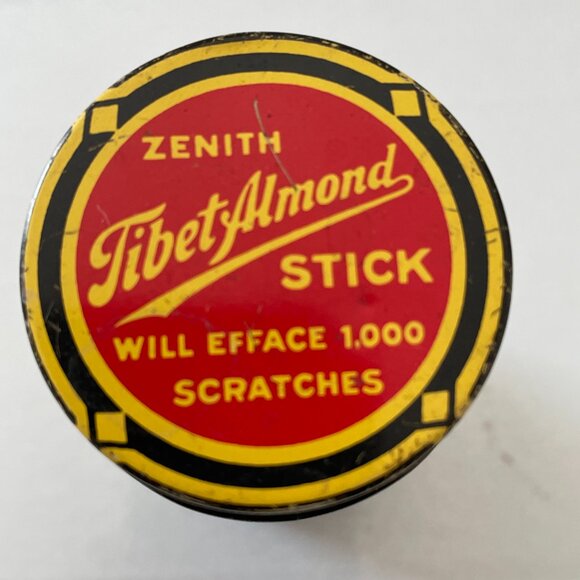 ZENITH
Tibet Almond
STICK
WILL EFFACE 1,000
SCRATCHES